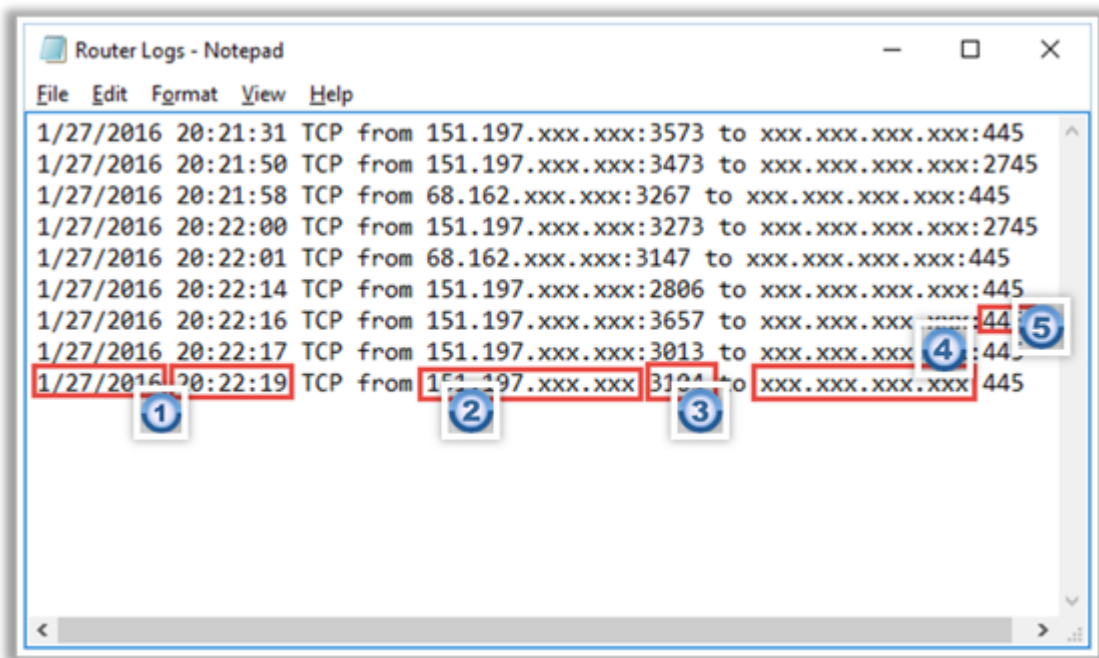 Router Logs - Notepad
File Edit Format View Help
1/27/2016 20:21:31 TCP from 151.197.xxx.xxx:3573 to xxx.xxx.xxx.xxx:445
1/27/2016 20:21:50 TCP from 151.197.xxx.xxx:3473 to xxx.xxx.xxx.xxx:2745
1/27/2016 20:21:58 TCP from 68.162.xxx.xxx:3267 to xxx.xxx.xxx.xxx:445
1/27/2016 20:22:00 TCP from 151.197.xxx.xxx:3273 to xxx.xxx.xxx.xxx:2745
1/27/2016 20:22:01 TCP from 68.162.xxx.xxx:3147 to xxx.xxx.xxx.xxx:445
1/27/2016 20:22:14 TCP from 151.197.xxx.xxx:2806 to xxx.xxx.xxx.xxx:445
1/27/2016 20:22:16 TCP from 151.197.xxx.xxx:3657 to xxx.xxx.xxx.xxx:44 5
1/27/2016 20:22:17 TCP from 151.197.xxx.xxx:3013 to xxx.xxx. 4 :445
1/27/2016 20:22:19 TCP from 151.197.xxx.xxx to xxx.xxx.xxx.xxx 445
1 2 3